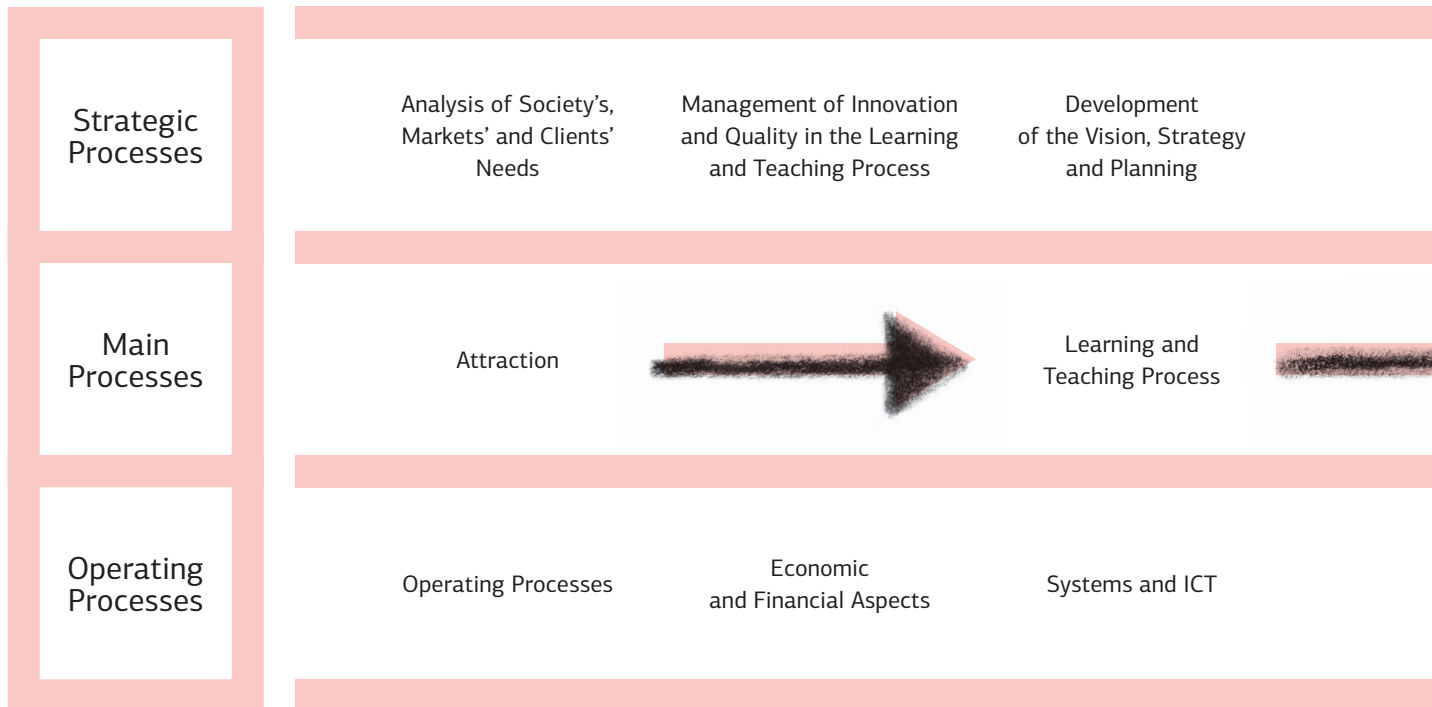 Strategic
Processes
Analysis of Society’s,
Markets’ and Clients’
Needs
Management of Innovation
and Quality in the Learning
and Teaching Process
Development
of the Vision, Strategy
and Planning
Main
Processes
Attraction
Learning and
Teaching Process
Operating
Processes
Operating Processes
Economic
and Financial Aspects
Systems and ICT